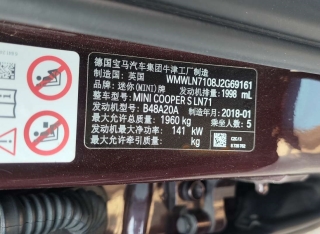 德国宝马汽车集团牛津工厂制造
制造国: 英国 WMWLN7108J2G69161
品牌: 迷你(MINI)牌 发动机排量: 1998 mL
整车型号: MINI COOPER S LN71
发动机型号: B48A20A 制造年月: 2018-01
最大允许总质量: 1960 kg 乘坐人数: 5
发动机最大净功率: 141 kW
最大允许牵引质量: kg